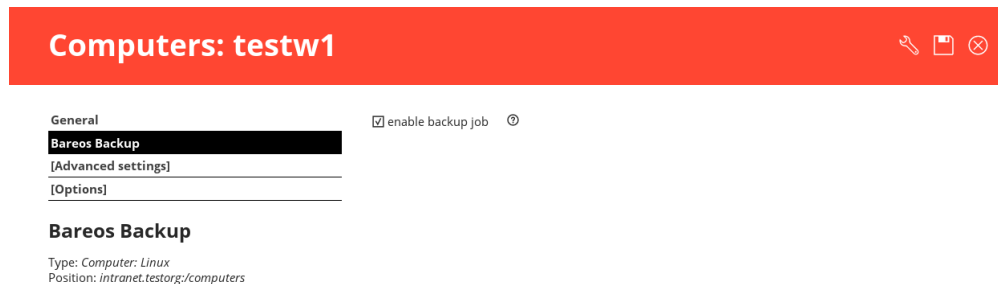 Computers: testw1
General
Bareos Backup
[Advanced settings]
[Options]
enable backup job
Bareos Backup
Type: Computer: Linux
Position: intranet.testorg:/computers